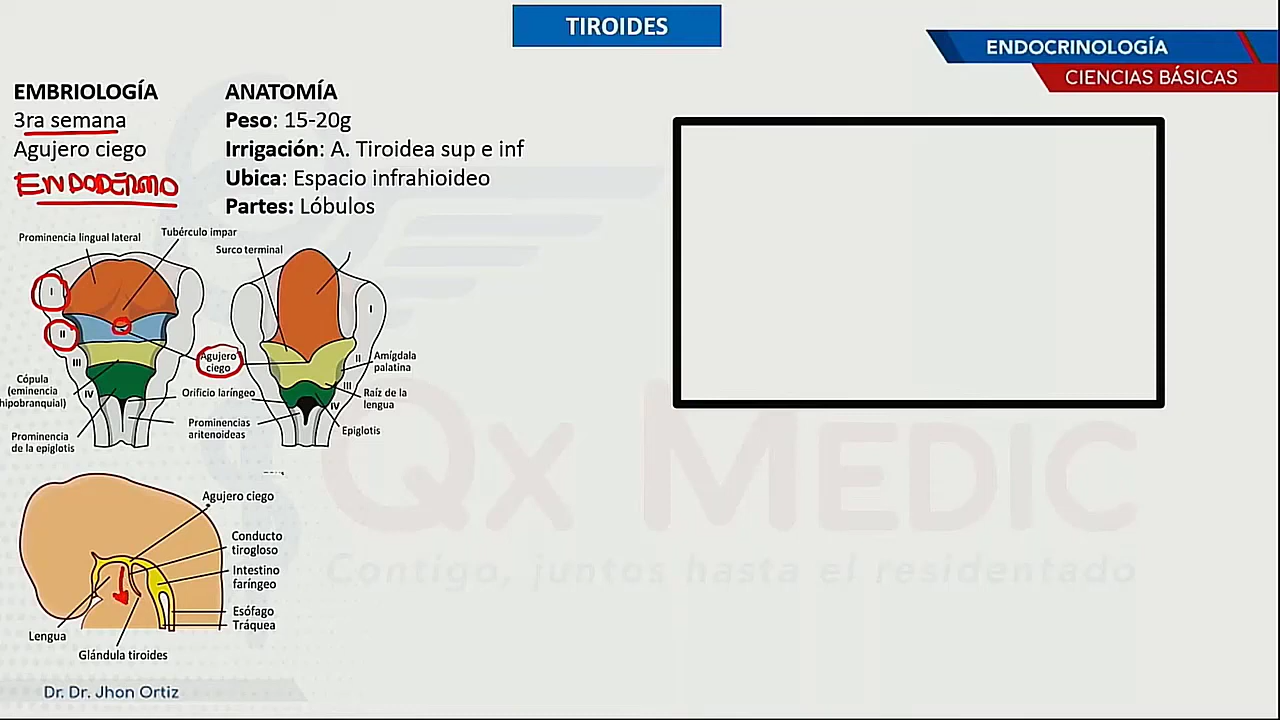 TIROIDES
ENDOCRINOLOGÍA
CIENCIAS BÁSICAS
EMBRIOLOGÍA
3ra semana
Agujero ciego
ENDODERMO
ANATOMÍA
Peso: 15-20g
Irrigación: A. Tiroidea sup e inf
Ubica: Espacio infrahioideo
Partes: Lóbulos
Prominencia lingual lateral
Tubérculo impar
I
II
III
IV
Cópula
(eminencia
hipobranquial)
Prominencia
de la epiglotis
Surco terminal
Agujero
ciego
Orificio laríngeo
Prominencias
aritenoideas
I
II
III
IV
Amígdala
palatina
Raíz de la
lengua
Epiglotis
Agujero ciego
Conducto
tirogloso
Intestino
faríngeo
Esófago
Tráquea
Lengua
Glándula tiroides
QX MEDIC
Contigo, juntos hasta el residentado
Dr. Dr. Jhon Ortiz